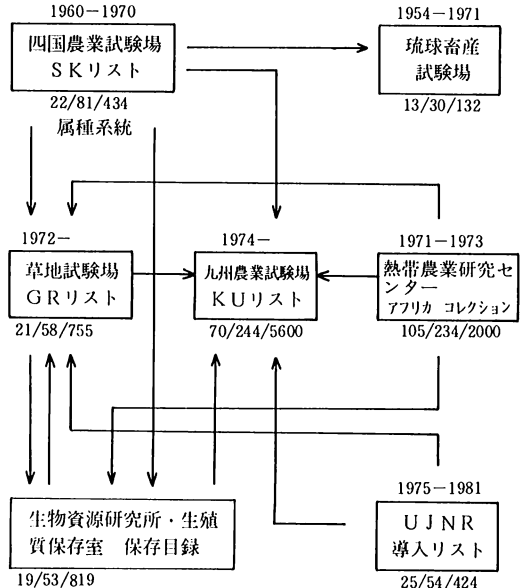 1960－1970
四国農業試験場
ＳＫリスト
22/81/434
属種系統
1954－1971
琉球畜産
試験場
13/30/132
1972－
草地試験場
ＧＲリスト
21/58/755
1974－
九州農業試験場
ＫＵリスト
70/244/5600
1971－1973
熱帯農業研究セ
ンター
アフリカ コレクション
105/234/2000
生物資源研究所・生殖
質保存室 保存目録
19/53/819
1975－1981
ＵＪＮＲ
導入リスト
25/54/424